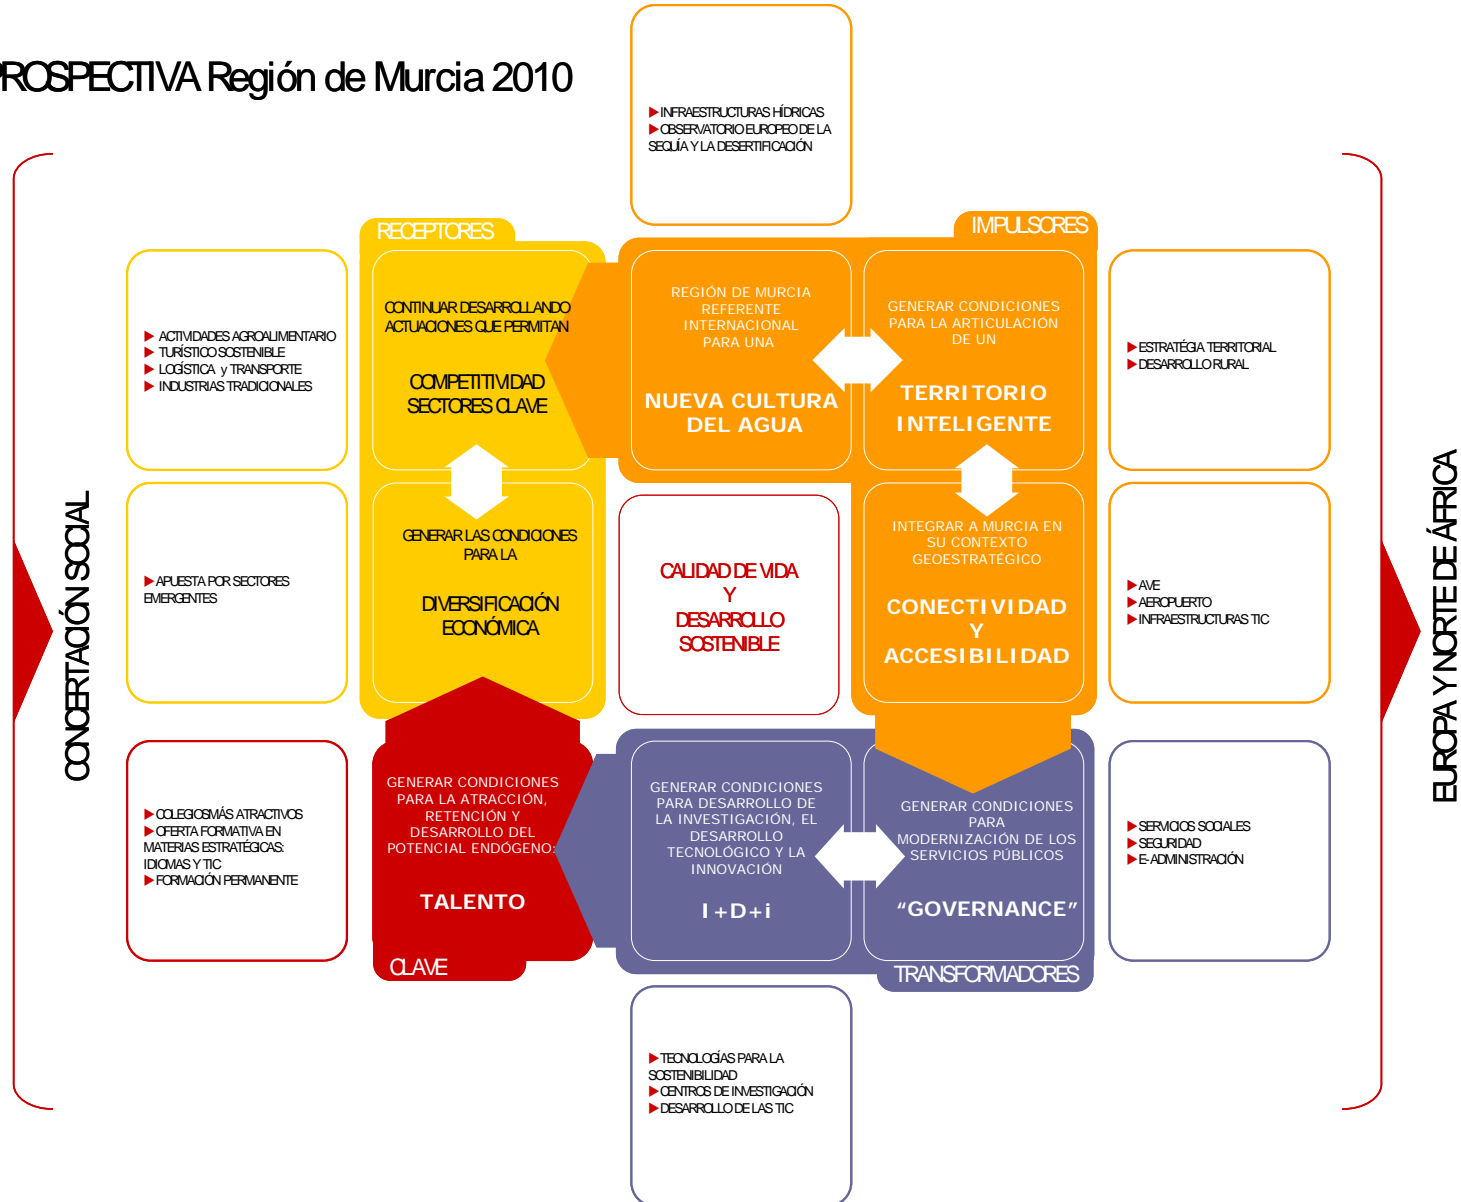 PROSPECTIVA Región de Murcia 2010
INFRAESTRUCTURAS HÍDRICAS
OBSERVATORIO EUROPEO DE LA
SEQUÍA Y LA DESERTIFICACIÓN
RECEPTORES
IMPULSORES
ACTIVIDADES AGROALIMENTARIO
TURÍSTICO SOSTENIBLE
LOGÍSTICA y TRANSPORTE
INDUSTRIAS TRADICIONALES
CONTINUAR DESARROLLANDO
ACTUACIONES QUE PERMITAN
COMPETITIVIDAD
SECTORES CLAVE
REGIÓN DE MURCIA
REFERENTE
INTERNACIONAL
PARA UNA
NUEVA CULTURA
DEL AGUA
GENERAR CONDICIONES
PARA LA ARTICULACIÓN
DE UN
TERRITORIO
INTELIGENTE
ESTRATÉGIA TERRITORIAL
DESARROLLO RURAL
CONCERTACIÓN SOCIAL
APUESTA POR SECTORES
EMERGENTES
GENERAR LAS CONDICIONES
PARA LA
DIVERSIFICACIÓN
ECONÓMICA
CALIDAD DE VIDA
Y
DESARROLLO
SOSTENIBLE
INTEGRAR A MURCIA EN
SU CONTEXTO
GEOESTRATÉGICO
CONECTIVIDAD
Y
ACCESIBILIDAD
AVE
AEROPUERTO
INFRAESTRUCTURAS TIC
EUROPA Y NORTE DE ÁFRICA
COLEGIOS MÁS ATRACTIVOS
OFERTA FORMATIVA EN
MATERIAS ESTRATÉGICAS:
IDIOMAS Y TIC
FORMACIÓN PERMANENTE
GENERAR CONDICIONES
PARA LA ATRACCIÓN,
RETENCIÓN Y
DESARROLLO DEL
POTENCIAL ENDÓGENO:
TALENTO
CLAVE
GENERAR CONDICIONES
PARA DESARROLLO DE
LA INVESTIGACIÓN, EL
DESARROLLO
TECNOLÓGICO Y LA
INNOVACIÓN
I+D+i
GENERAR CONDICIONES
PARA
MODERNIZACIÓN DE LOS
SERVICIOS PÚBLICOS
“GOVERNANCE”
TRANSFORMADORES
SERVICIOS SOCIALES
SEGURIDAD
E-ADMINISTRACIÓN
TECNOLOGÍAS PARA LA
SOSTENIBILIDAD
CENTROS DE INVESTIGACIÓN
DESARROLLO DE LAS TIC